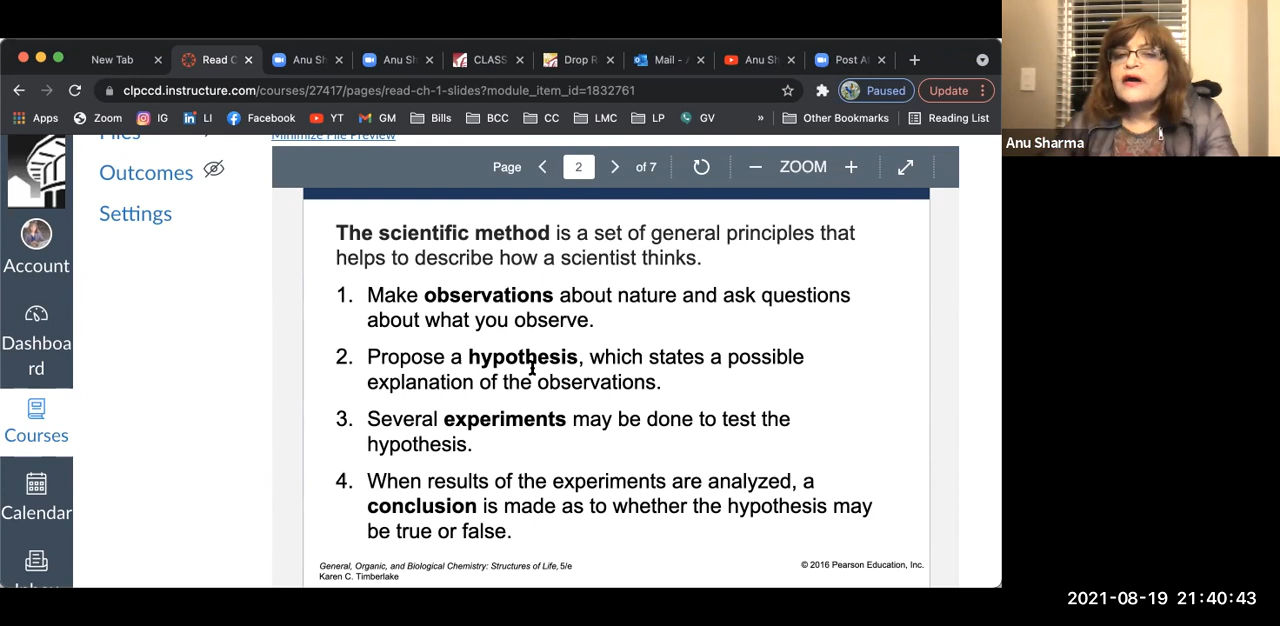 New Tab
Read C
Anu Sh
Anu Sh
CLASS
Drop R
Mail - A
Anu Sh
Post A
clpccd.instructure.com/courses/27417/pages/read-ch-1-slides?module_item_id=1832761
Paused
Update
Apps
Zoom
IG
LI
Facebook
YT
GM
Bills
BCC
CC
LMC
LP
GV
»
Other Bookmarks
Reading List
Anu Sharma
Files
Minimize File Preview
Outcomes
Settings
Account
Dashboa
rd
Courses
Calendar
Inbox
Page 2 of 7
ZOOM
The scientific method is a set of general principles that
helps to describe how a scientist thinks.
1. Make observations about nature and ask questions
about what you observe.
2. Propose a hypothesis, which states a possible
explanation of the observations.
3. Several experiments may be done to test the
hypothesis.
4. When results of the experiments are analyzed, a
conclusion is made as to whether the hypothesis may
be true or false.
General, Organic, and Biological Chemistry: Structures of Life, 5/e
Karen C. Timberlake
© 2016 Pearson Education, Inc.
2021-08-19 21:40:43